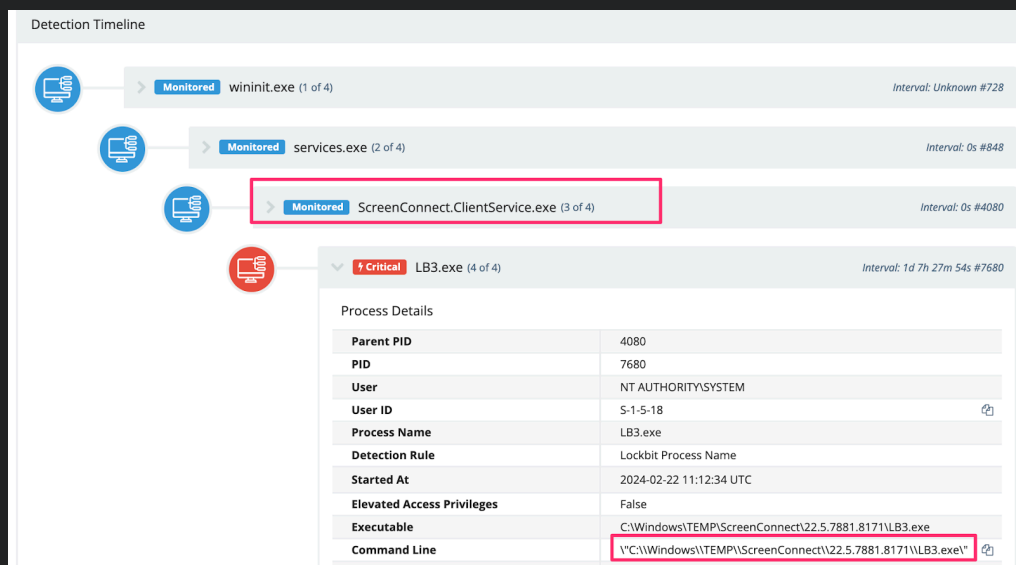 Detection Timeline
Monitored wininit.exe (1 of 4) Interval: Unknown #728
Monitored services.exe (2 of 4) Interval: 0s #848
Monitored ScreenConnect.ClientService.exe (3 of 4) Interval: 0s #4080
Critical LB3.exe (4 of 4) Interval: 1d 7h 27m 54s #7680
Process Details
Parent PID 4080
PID 7680
User NT AUTHORITY\SYSTEM
User ID S-1-5-18
Process Name LB3.exe
Detection Rule Lockbit Process Name
Started At 2024-02-22 11:12:34 UTC
Elevated Access Privileges False
Executable C:\Windows\TEMP\ScreenConnect\22.5.7881.8171\LB3.exe
Command Line \"C:\\Windows\\TEMP\\ScreenConnect\\22.5.7881.8171\\LB3.exe\"